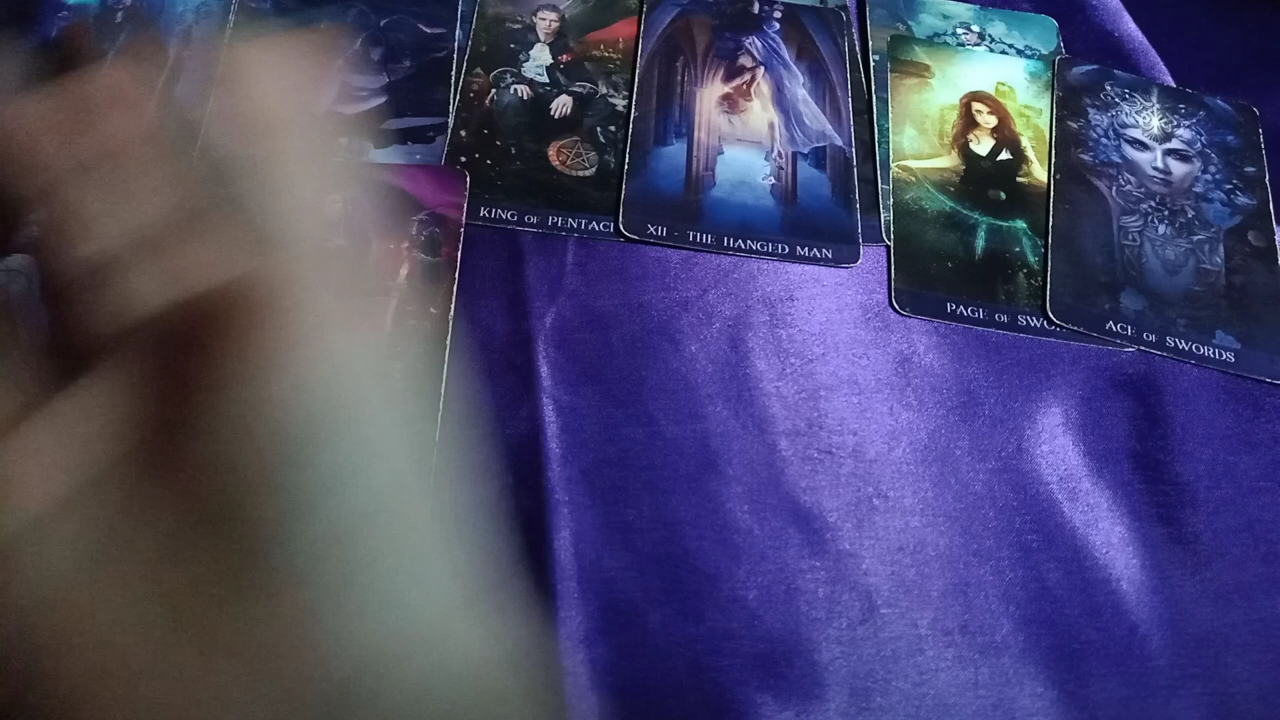 KING OF PENTACL
XII - THE HANGED MAN
PAGE OF SWO
ACE OF SWORDS